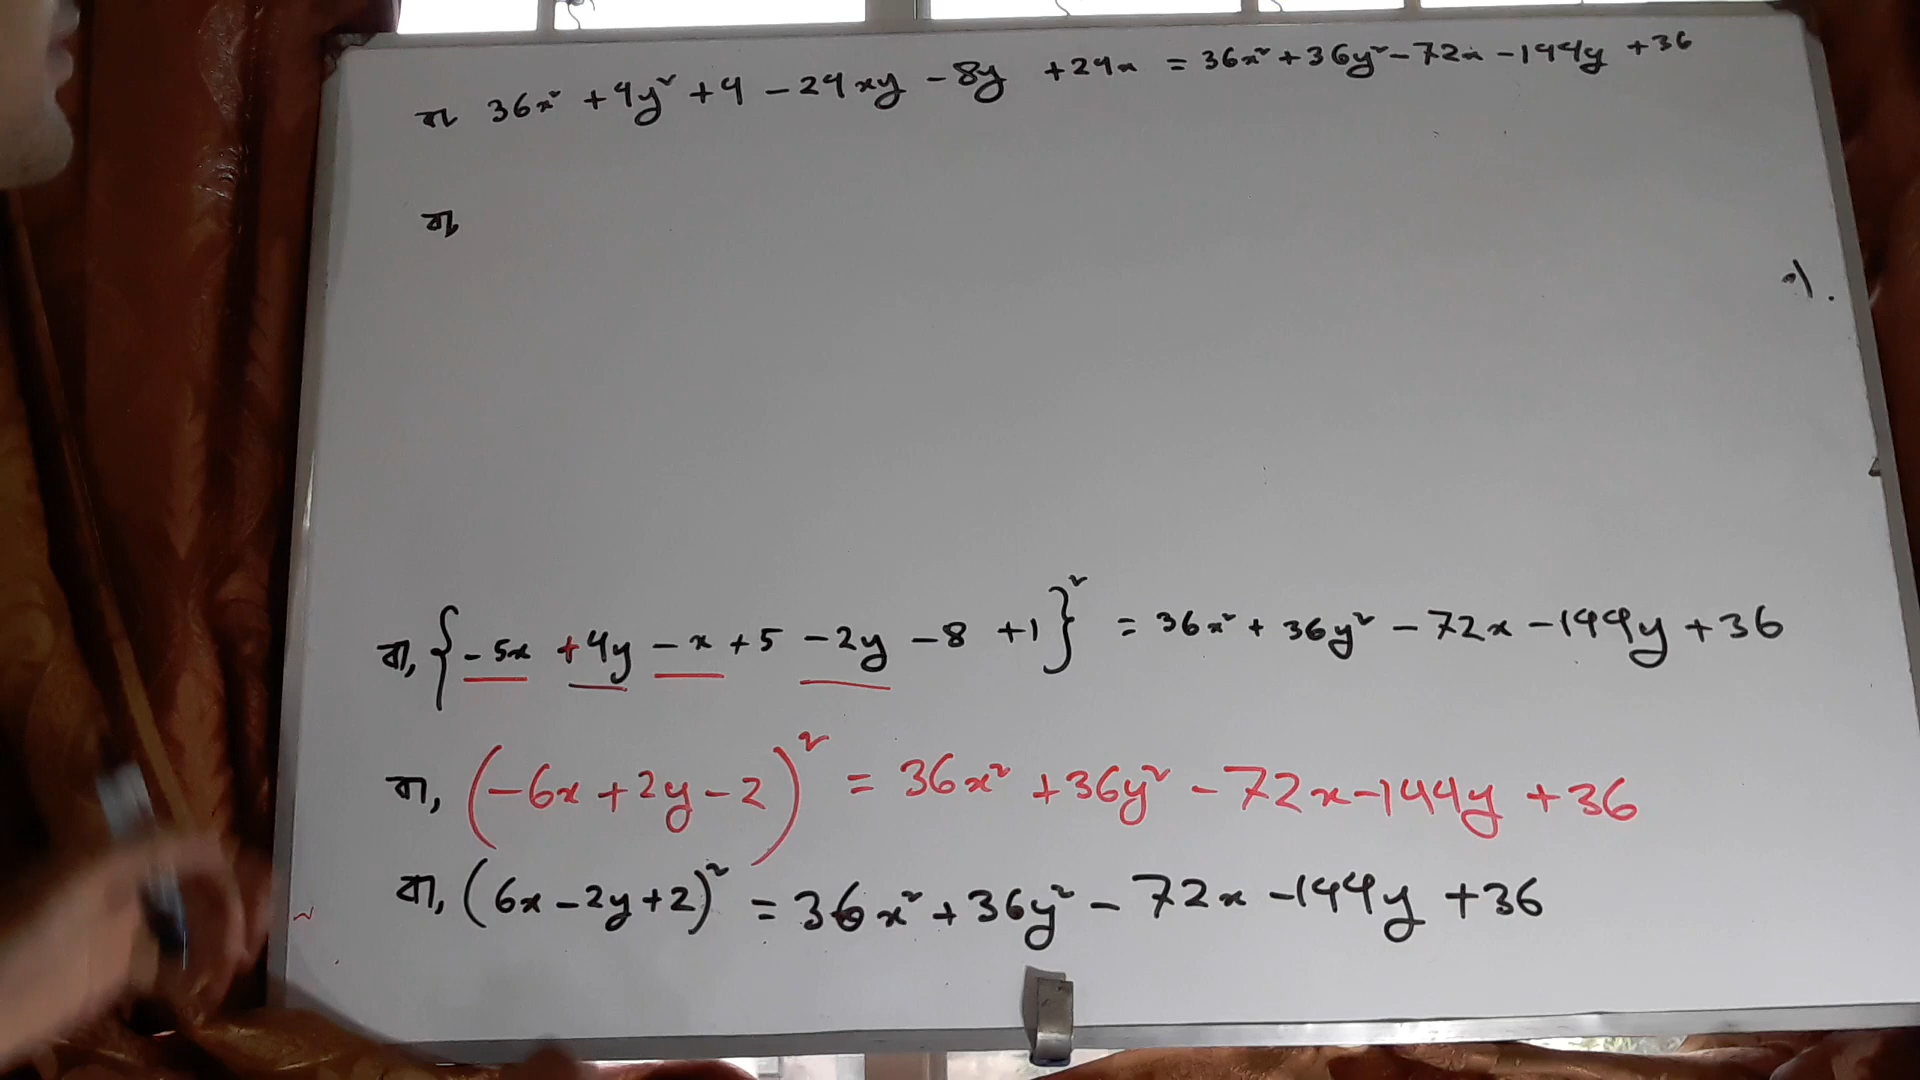 বা 36x² + 4y² + 4 - 24xy - 8y + 24x = 36x² + 36y² - 72x - 144y + 36
বা
বা, {- 5x + 4y - x + 5 - 2y - 8 + 1}² = 36x² + 36y² - 72x - 144y + 36
বা, (-6x + 2y - 2)² = 36x² + 36y² - 72x - 144y + 36
বা, (6x - 2y + 2)² = 36x² + 36y² - 72x - 144y + 36